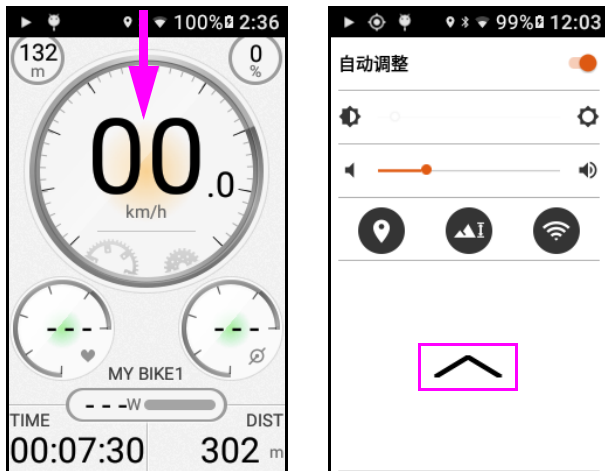 100% 2:36
132
m
0
%
00.0
km/h
---
---
MY BIKE1
---W
TIME
DIST
00:07:30
302 m
99% 12:03
自动调整